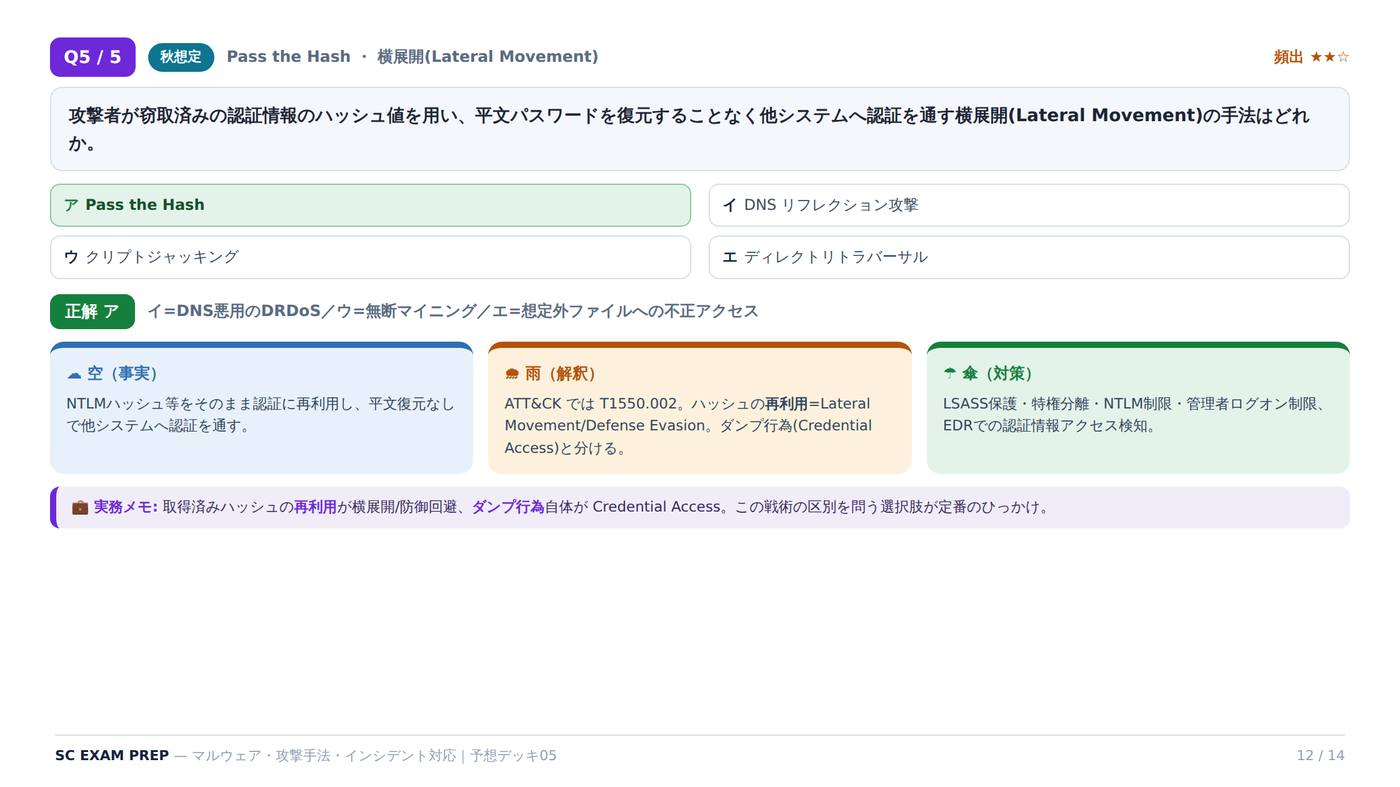 Q5 / 5
秋想定
Pass the Hash ・ 横展開(Lateral Movement)
頻出 ★★☆
攻撃者が窃取済みの認証情報のハッシュ値を用い、平文パスワードを復元することなく他システムへ認証を通す横展開(Lateral Movement)の手法はどれ
か。
ア Pass the Hash
イ DNS リフレクション攻撃
ウ クリプトジャッキング
エ ディレクトリトラバーサル
正解 ア
イ=DNS悪用のDRDoS／ウ=無断マイニング／エ=想定外ファイルへの不正アクセス
☁ 空（事実）
NTLMハッシュ等をそのまま認証に再利用し、平文復元なし
で他システムへ認証を通す。
🌧 雨（解釈）
ATT&CK では T1550.002。ハッシュの再利用=Lateral
Movement/Defense Evasion。ダンプ行為(Credential
Access)と分ける。
☂ 傘（対策）
LSASS保護・特権分離・NTLM制限・管理者ログオン制限、
EDRでの認証情報アクセス検知。
💼 実務メモ: 取得済みハッシュの再利用が横展開/防御回避、ダンプ行為自体が Credential Access。この戦術の区別を問う選択肢が定番のひっかけ。
SC EXAM PREP — マルウェア・攻撃手法・インシデント対応｜予想デッキ05
12 / 14